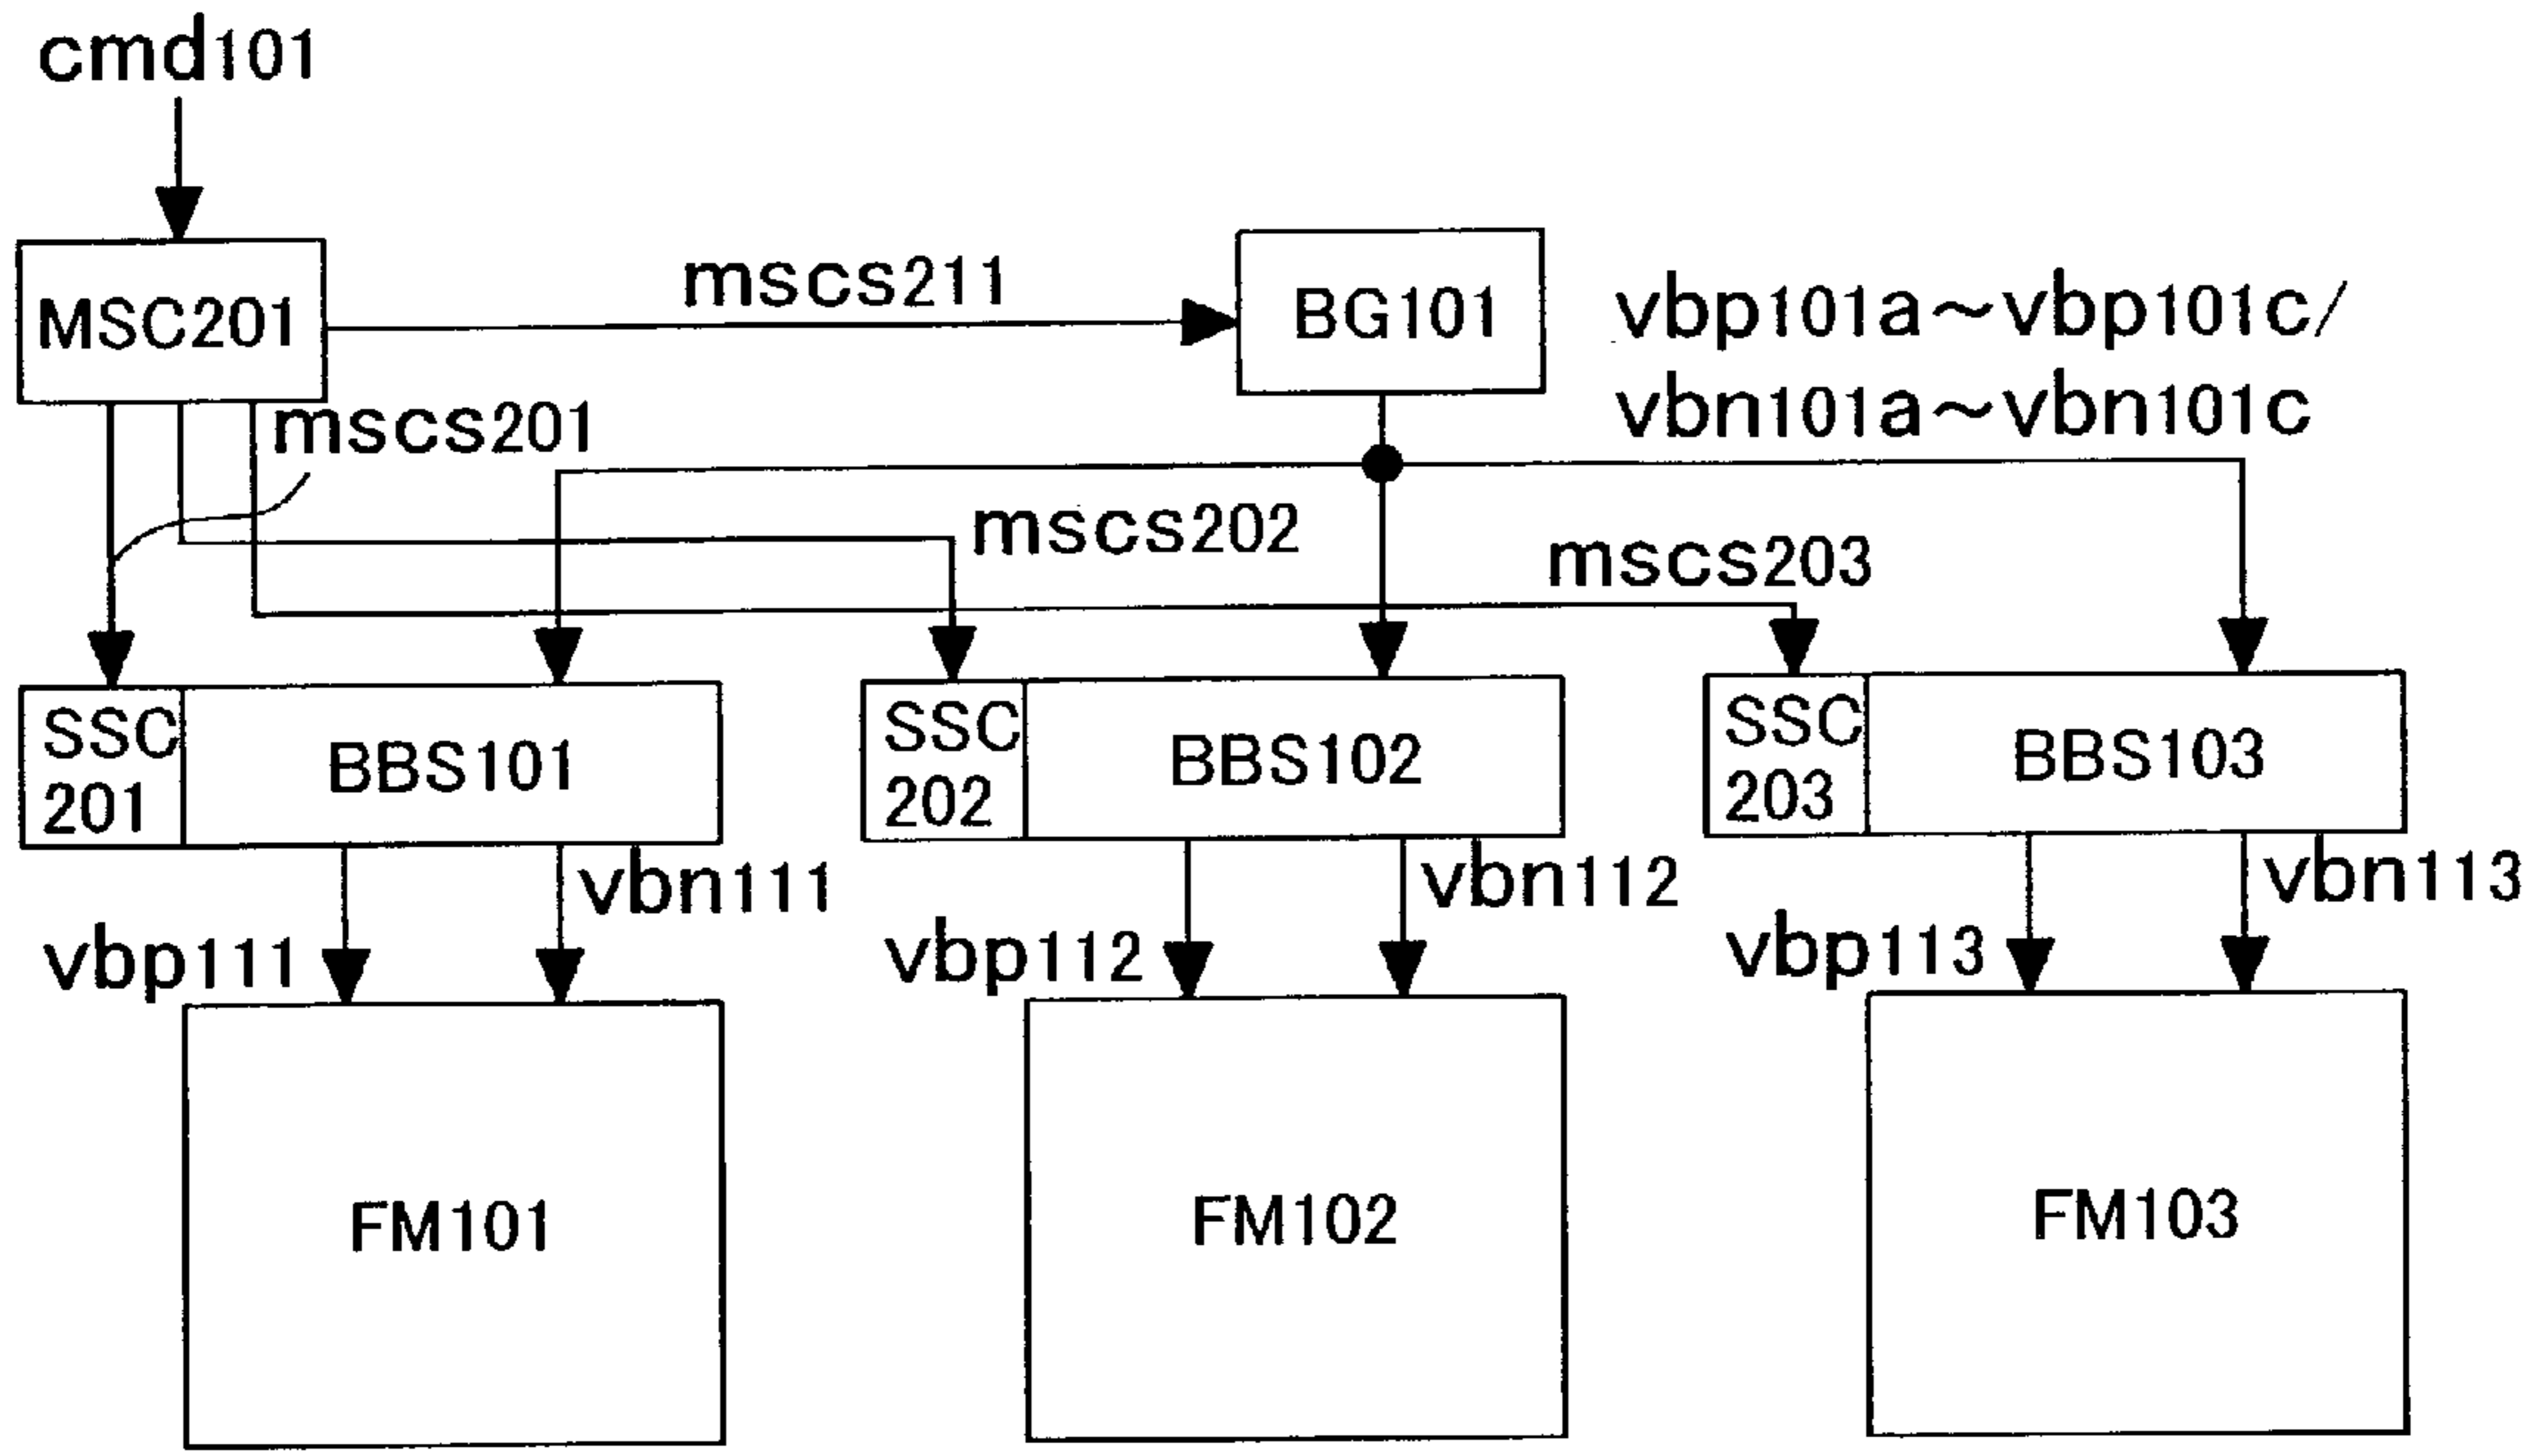 cmd101
MSC201
mscs211
BG101
vbp101a~vbp101c/
vbn101a~vbn101c
mscs201
mscs202
mscs203
SSC
201
BBS101
SSC
202
BBS102
SSC
203
BBS103
vbp111
vbn111
vbp112
vbn112
vbp113
vbn113
FM101
FM102
FM103